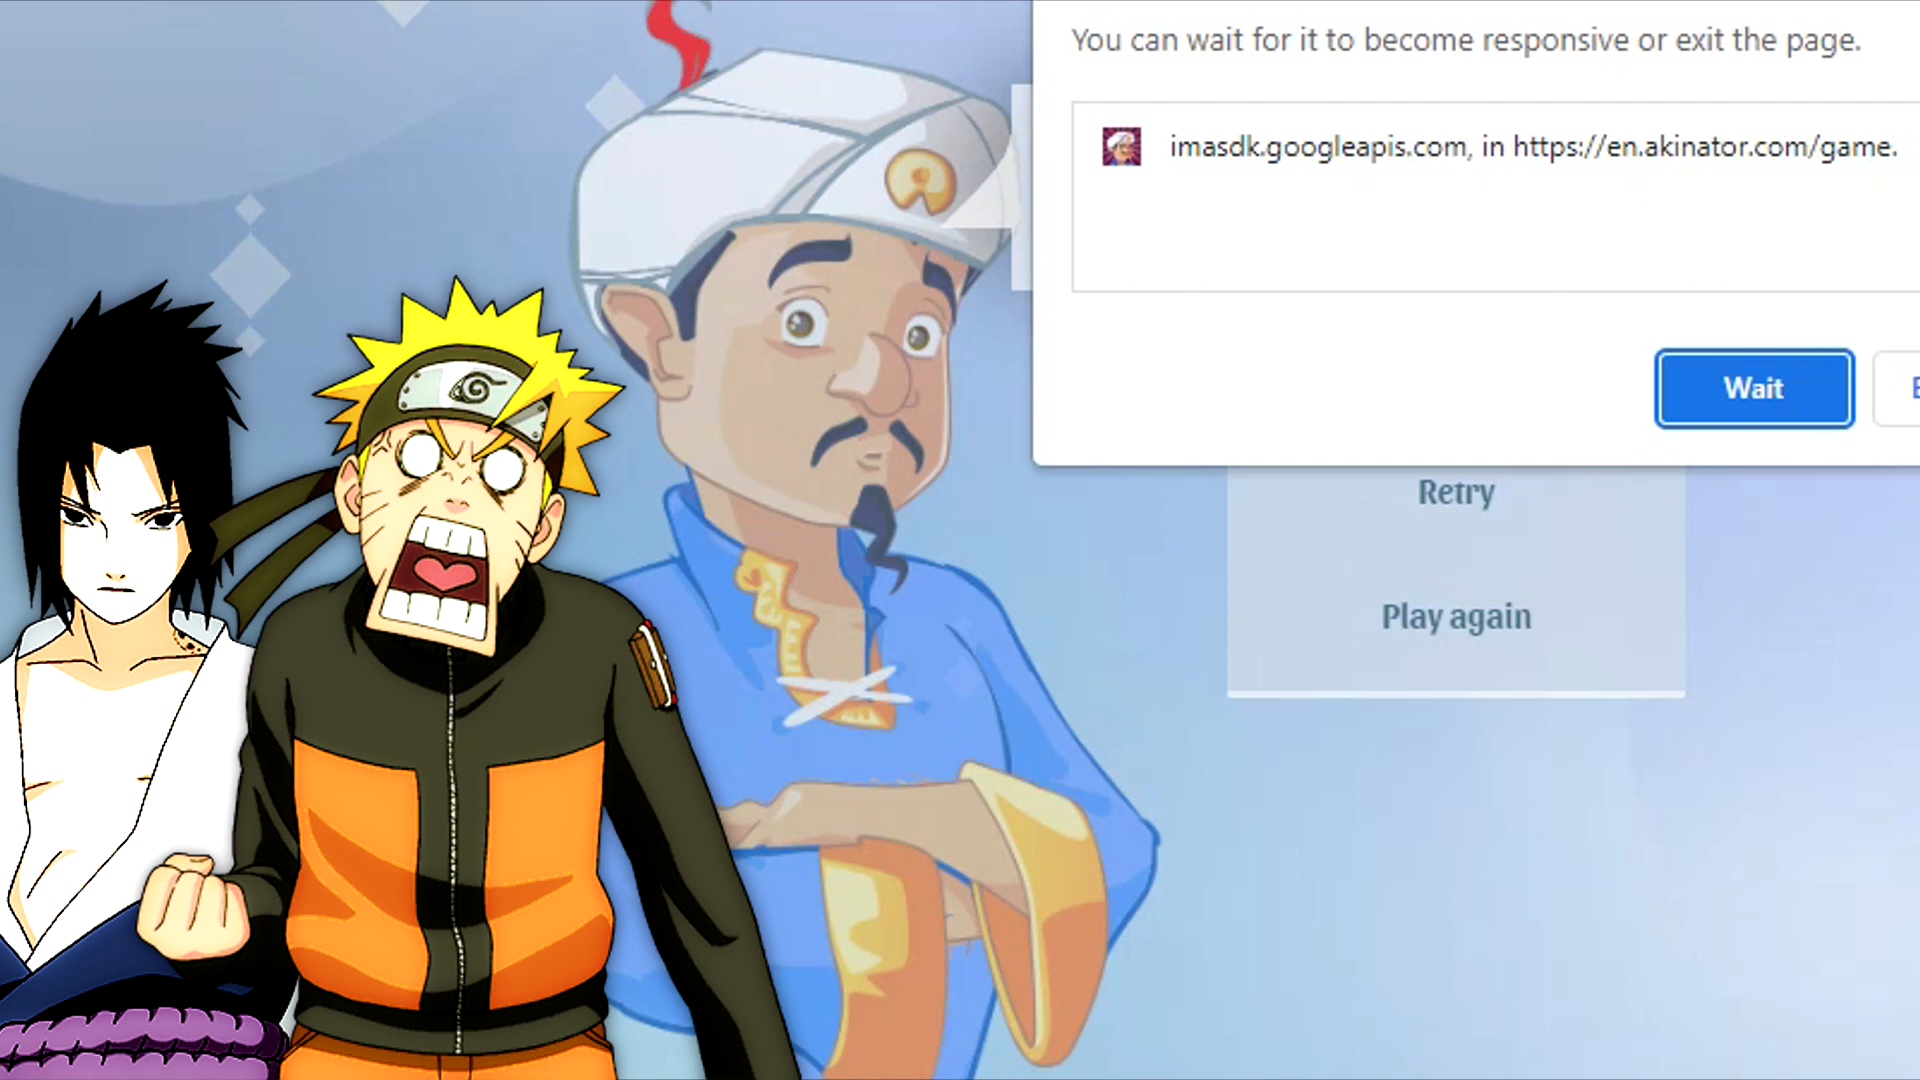 You can wait for it to become responsive or exit the page.
imasdk.googleapis.com, in https://en.akinator.com/game.
Wait
Retry
Play again